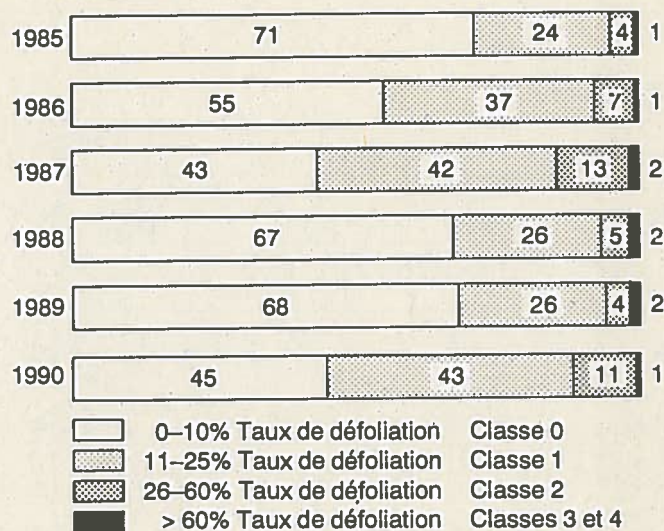 1985 71 24 4 1
1986 55 37 7 1
1987 43 42 13 2
1988 67 26 5 2
1989 68 26 4 2
1990 45 43 11 1
0–10% Taux de défoliation Classe 0
11–25% Taux de défoliation Classe 1
26–60% Taux de défoliation Classe 2
> 60% Taux de défoliation Classes 3 et 4